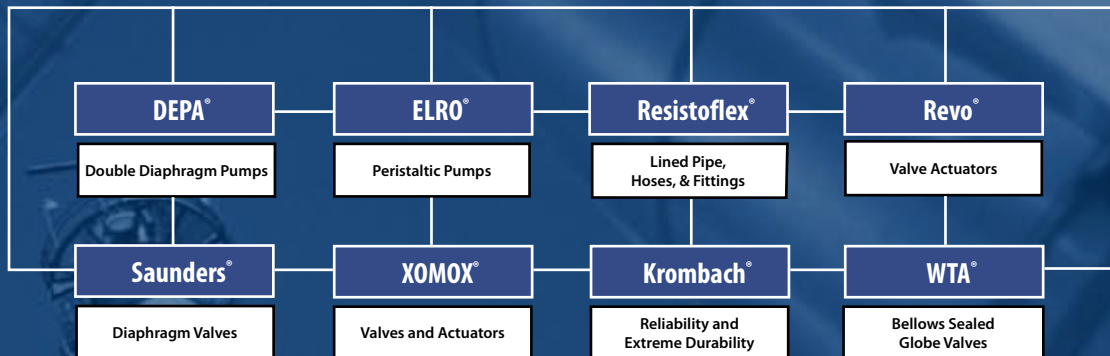 DEPA® ELRO® Resistoflex® Revo®
Double Diaphragm Pumps
Peristaltic Pumps
Lined Pipe,
Hoses, & Fittings
Valve Actuators
Saunders® XOMOX® Krombach® WTA®
Diaphragm Valves
Valves and Actuators
Reliability and
Extreme Durability
Bellows Sealed
Globe Valves